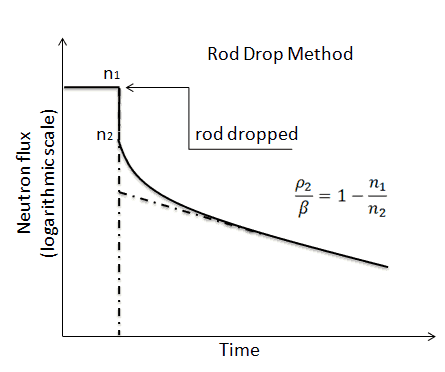 Rod Drop Method
n₁
n₂
rod dropped
ρ₂/β = 1 − n₁/n₂
Neutron flux
(logarithmic scale)
Time